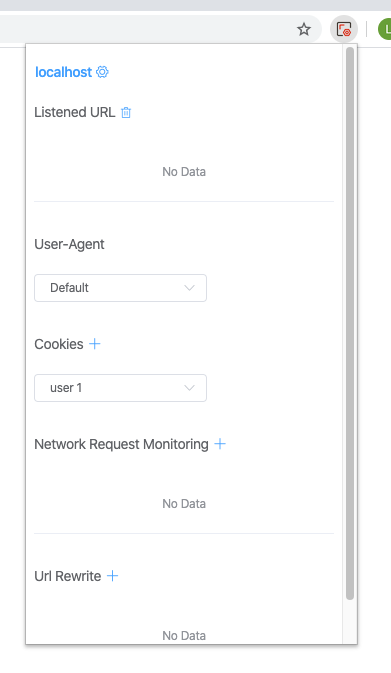 L
localhost
Listened URL
No Data
User-Agent
Default
Cookies
user 1
Network Request Monitoring
No Data
Url Rewrite
No Data